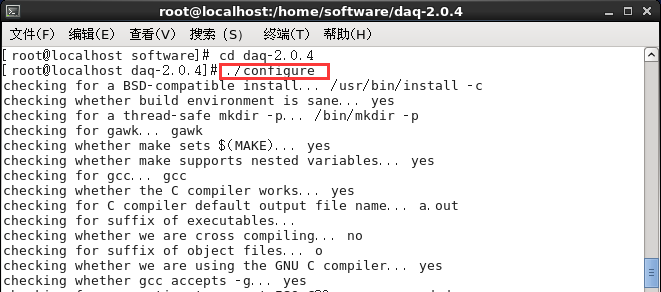 root@localhost:/home/software/daq-2.0.4
文件(F) 编辑(E) 查看(V) 搜索 (S) 终端(T) 帮助(H)
[root@localhost software]# cd daq-2.0.4
[root@localhost daq-2.0.4]# ./configure
checking for a BSD-compatible install... /usr/bin/install -c
checking whether build environment is sane... yes
checking for a thread-safe mkdir -p... /bin/mkdir -p
checking for gawk... gawk
checking whether make sets $(MAKE)... yes
checking whether make supports nested variables... yes
checking for gcc... gcc
checking whether the C compiler works... yes
checking for C compiler default output file name... a.out
checking for suffix of executables...
checking whether we are cross compiling... no
checking for suffix of object files... o
checking whether we are using the GNU C compiler... yes
checking whether gcc accepts -g... yes